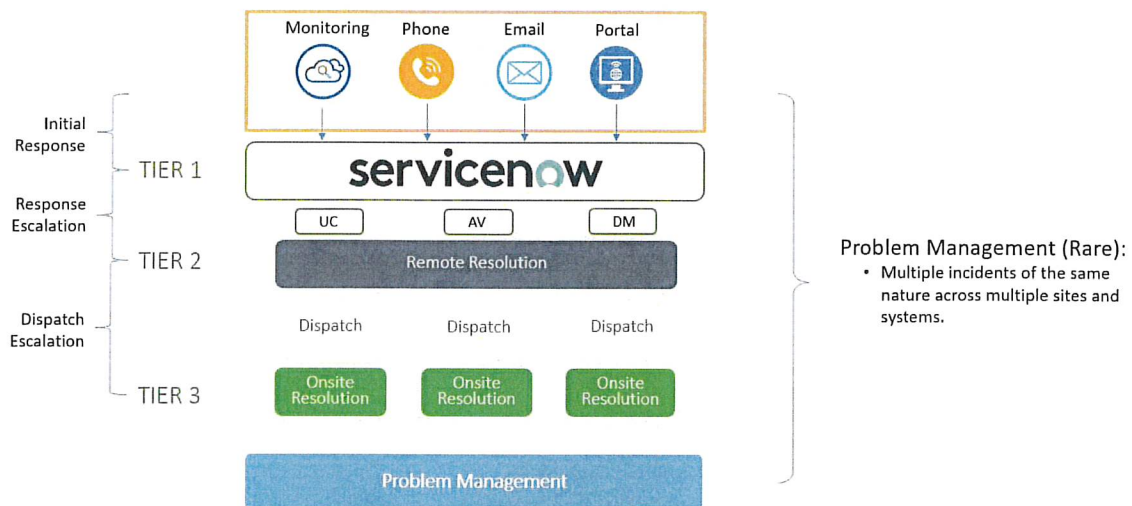 Monitoring
Phone
Email
Portal
Initial
Response
TIER 1
servicenow
Response
Escalation
UC
AV
DM
TIER 2
Remote Resolution
Problem Management (Rare):
• Multiple incidents of the same
nature across multiple sites and
systems.
Dispatch
Escalation
Dispatch
Dispatch
Dispatch
TIER 3
Onsite
Resolution
Onsite
Resolution
Onsite
Resolution
Problem Management